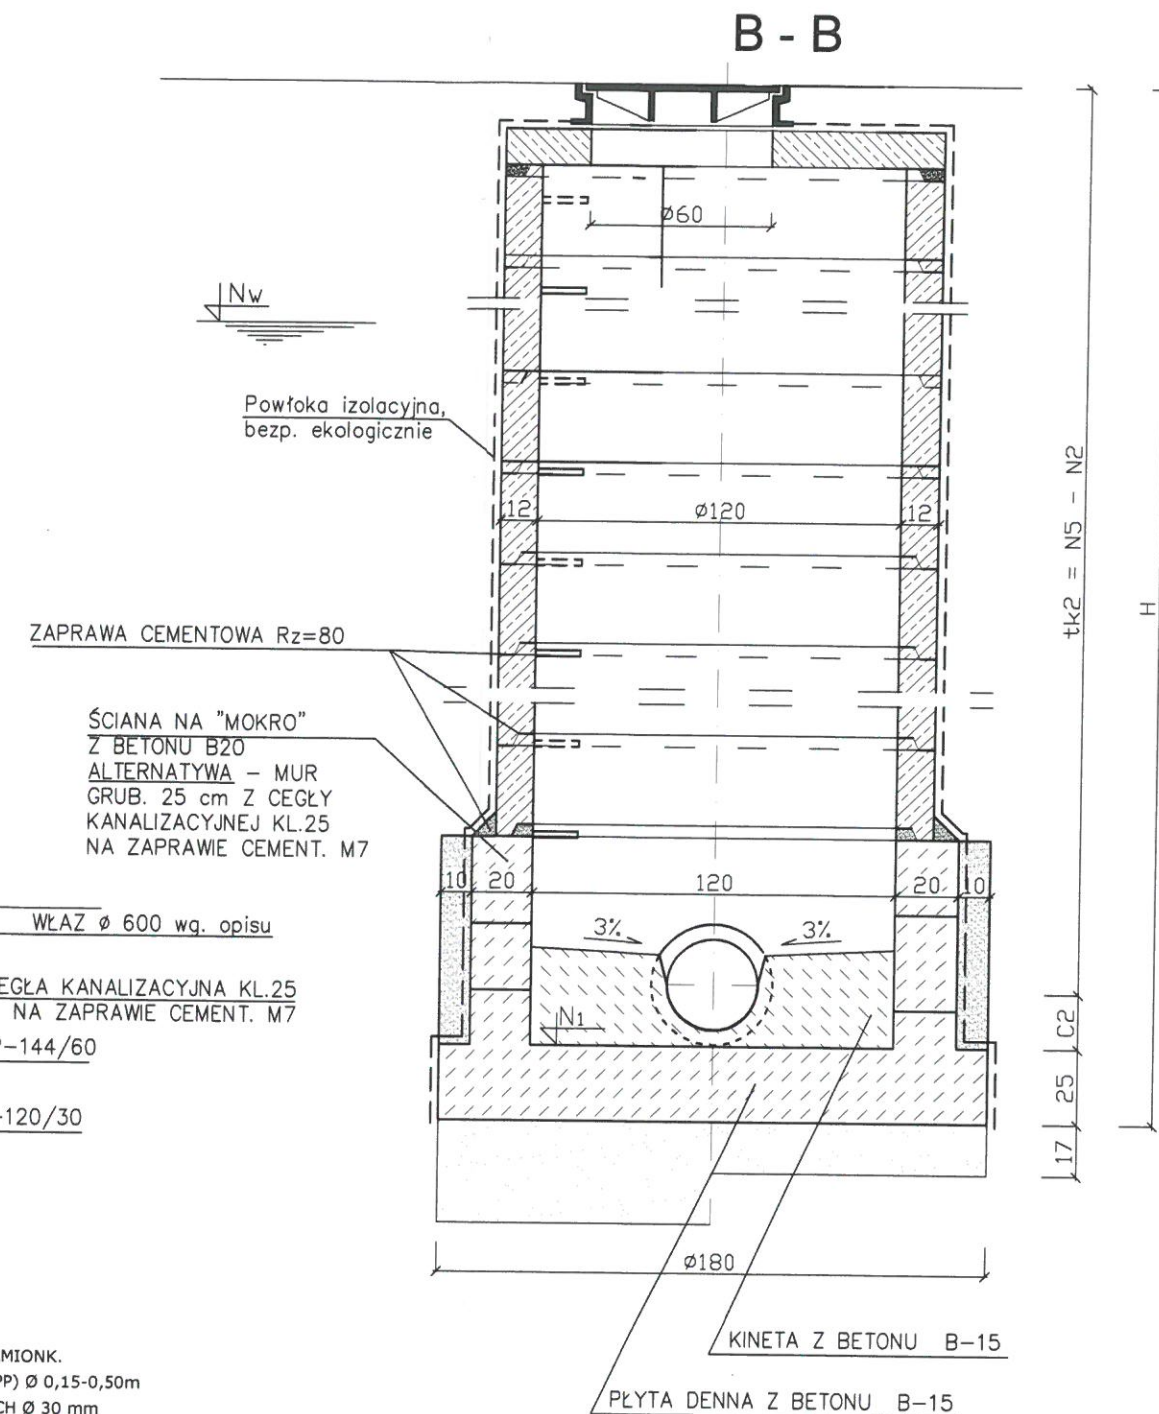 B - B
Ø60
Nw
Powłoka izolacyjna,
bezp. ekologicznie
12
Ø120
12
tk2 = N5 - N2
H
ZAPRAWA CEMENTOWA Rz=80
ŚCIANA NA "MOKRO"
Z BETONU B20
ALTERNATYWA – MUR
GRUB. 25 cm Z CEGŁY
KANALIZACYJNEJ KL.25
NA ZAPRAWIE CEMENT. M7
10
20
120
20
10
WŁAZ Ø 600 wg. opisu
3%
3%
EGŁA KANALIZACYJNA KL.25
NA ZAPRAWIE CEMENT. M7
N1
C2
-144/60
25
-120/30
17
Ø180
KINETA Z BETONU B-15
MIONK.
PP) Ø 0,15-0,50m
CH Ø 30 mm
PŁYTA DENNA Z BETONU B-15